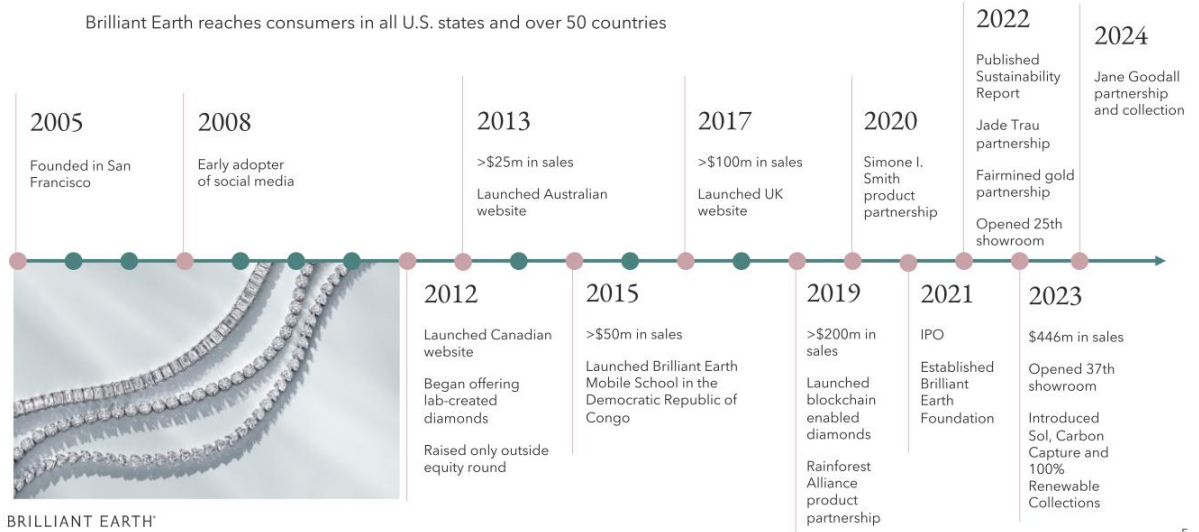 Brilliant Earth reaches consumers in all U.S. states and over 50 countries
2005
Founded in San
Francisco
2008
Early adopter
of social media
2013
>$25m in sales
Launched Australian
website
2017
>$100m in sales
Launched UK
website
2020
Simone I.
Smith
product
partnership
2022
Published
Sustainability
Report
Jade Trau
partnership
Fairmined gold
partnership
Opened 25th
showroom
2024
Jane Goodall
partnership
and collection
2012
Launched Canadian
website
Began offering
lab-created
diamonds
Raised only outside
equity round
2015
>$50m in sales
Launched Brilliant Earth
Mobile School in the
Democratic Republic of
Congo
2019
>$200m in
sales
Launched
blockchain
enabled
diamonds
Rainforest
Alliance
product
partnership
2021
IPO
Established
Brilliant
Earth
Foundation
2023
$446m in sales
Opened 37th
showroom
Introduced
Sol, Carbon
Capture and
100%
Renewable
Collections
BRILLIANT EARTH®